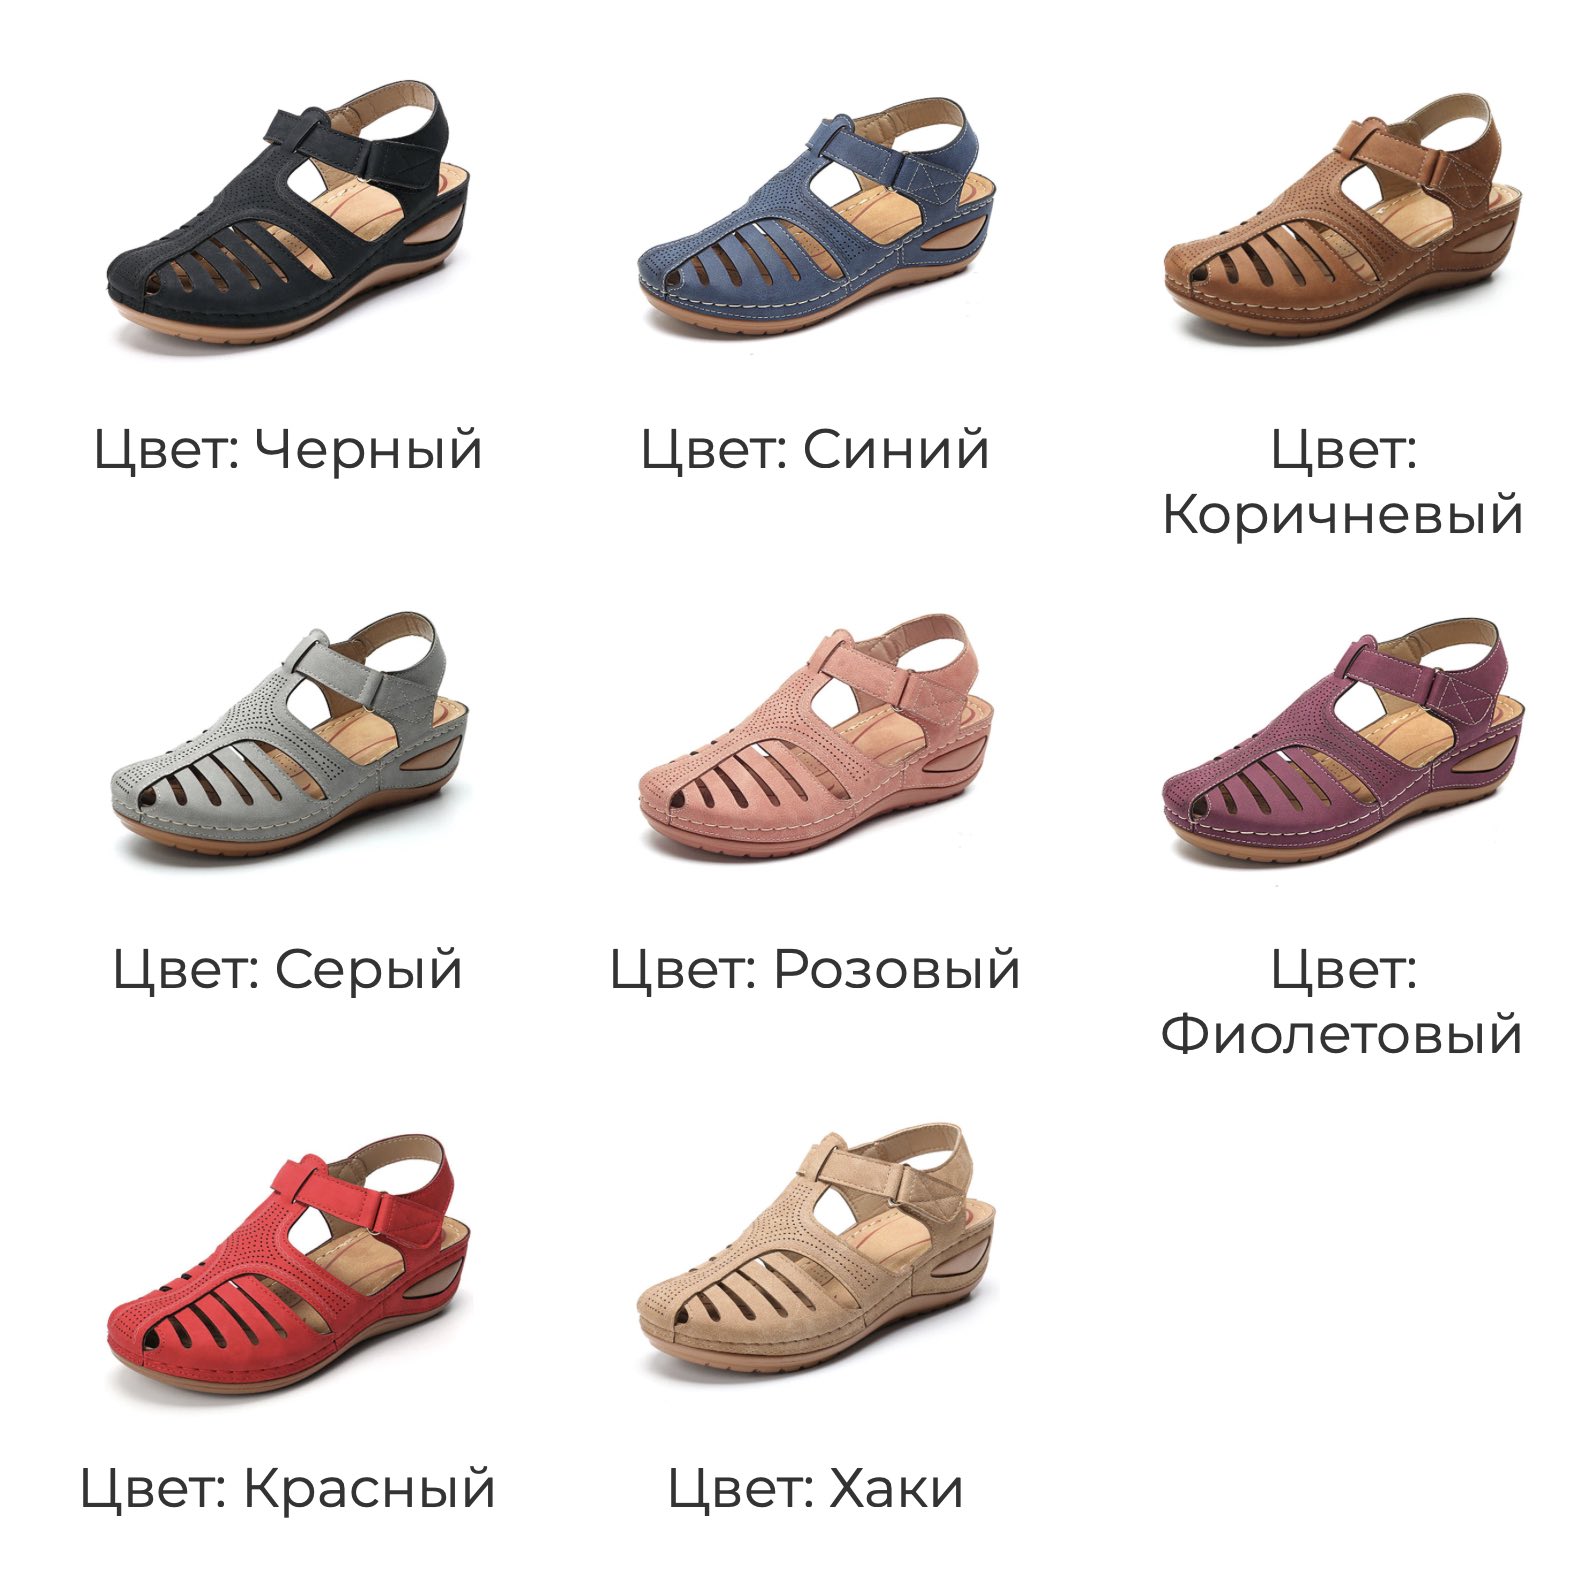 Цвет: Черный
Цвет: Синий
Цвет:
Коричневый
Цвет: Серый
Цвет: Розовый
Цвет:
Фиолетовый
Цвет: Красный
Цвет: Хаки